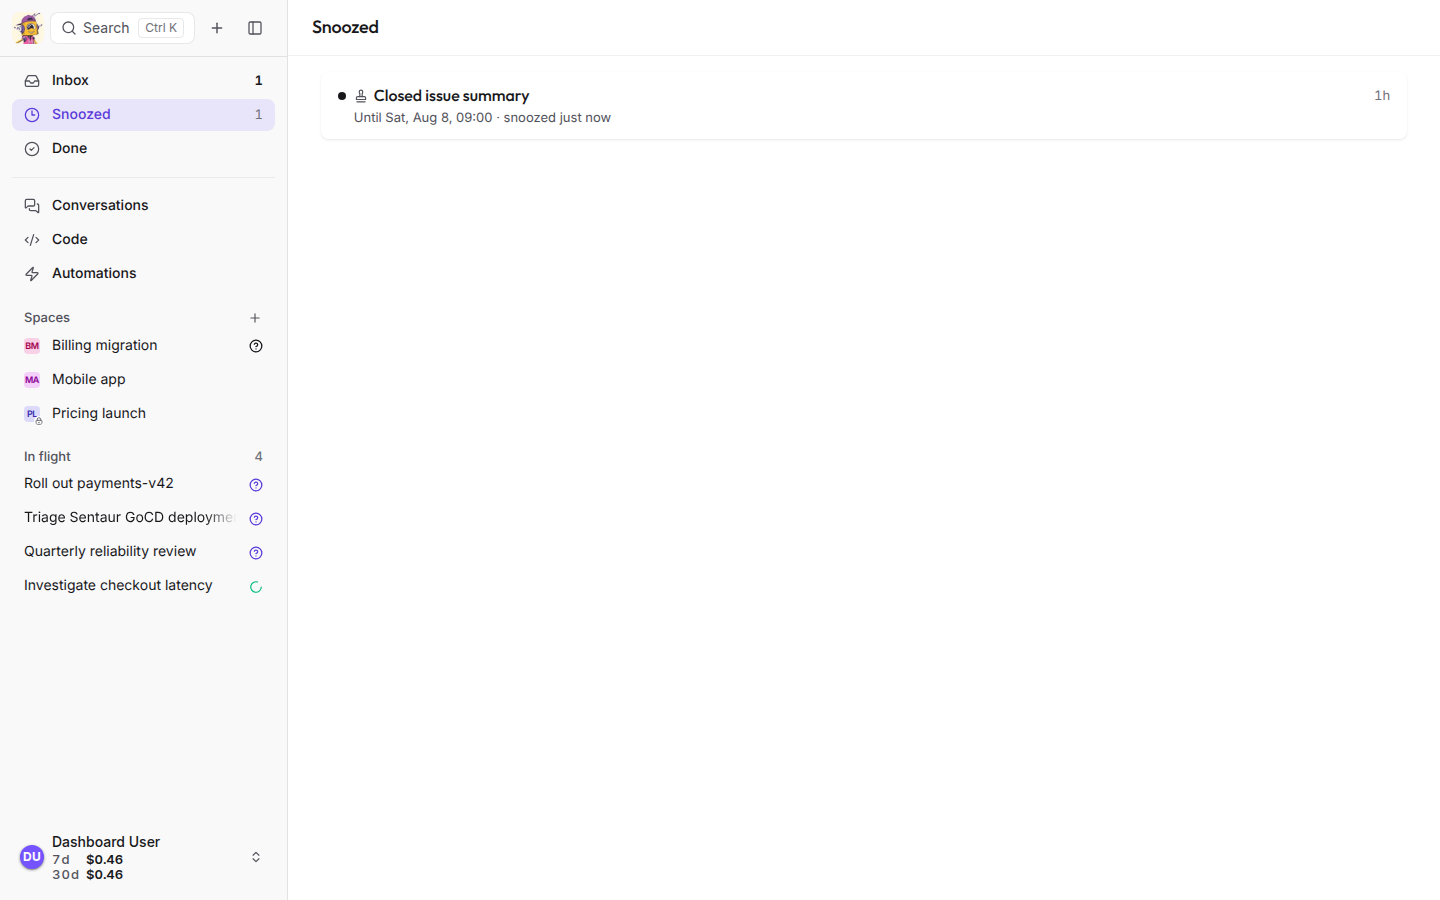 Search Ctrl K
Inbox 1
Snoozed 1
Done
Conversations
Code
Automations
Spaces
BM Billing migration
MA Mobile app
PL Pricing launch
In flight 4
Roll out payments-v42
Triage Sentaur GoCD deployme
Quarterly reliability review
Investigate checkout latency
DU Dashboard User
7d $0.46
30d $0.46
Snoozed
Closed issue summary 1h
Until Sat, Aug 8, 09:00 · snoozed just now